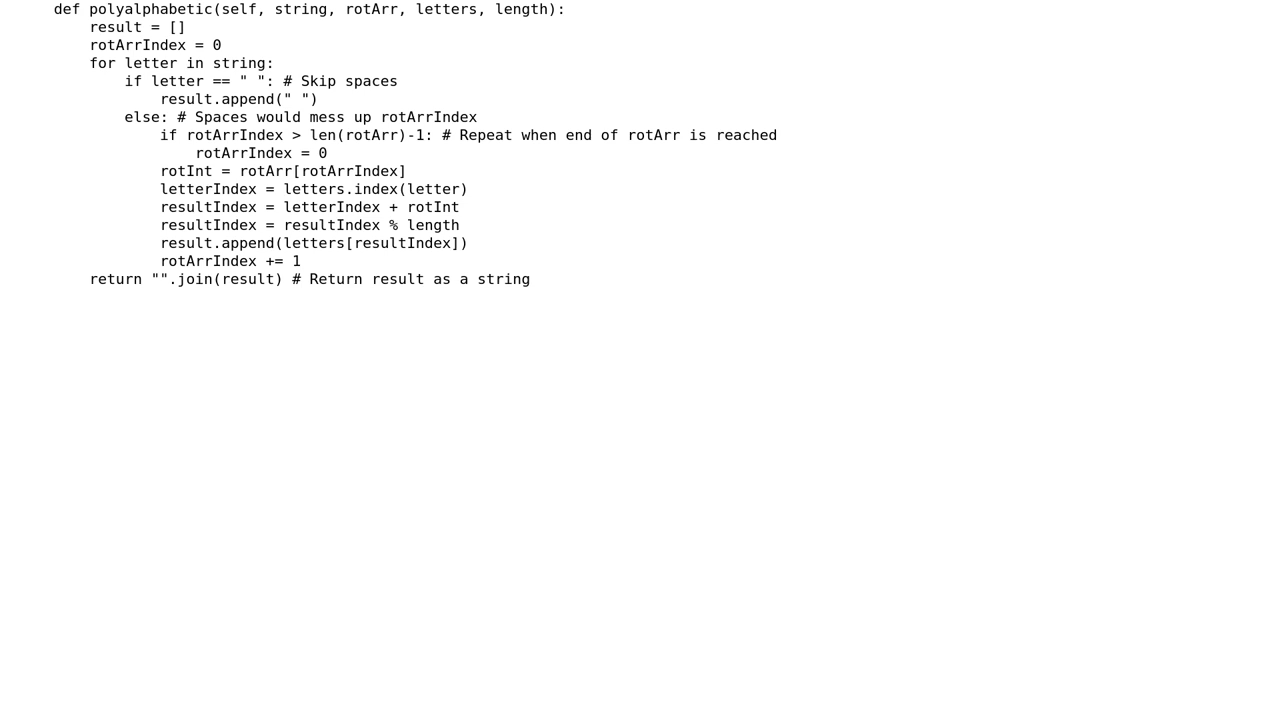 def polyalphabetic(self, string, rotArr, letters, length):
    result = []
    rotArrIndex = 0
    for letter in string:
        if letter == " ": # Skip spaces
            result.append(" ")
        else: # Spaces would mess up rotArrIndex
            if rotArrIndex > len(rotArr)-1: # Repeat when end of rotArr is reached
                rotArrIndex = 0
            rotInt = rotArr[rotArrIndex]
            letterIndex = letters.index(letter)
            resultIndex = letterIndex + rotInt
            resultIndex = resultIndex % length
            result.append(letters[resultIndex])
            rotArrIndex += 1
    return "".join(result) # Return result as a string